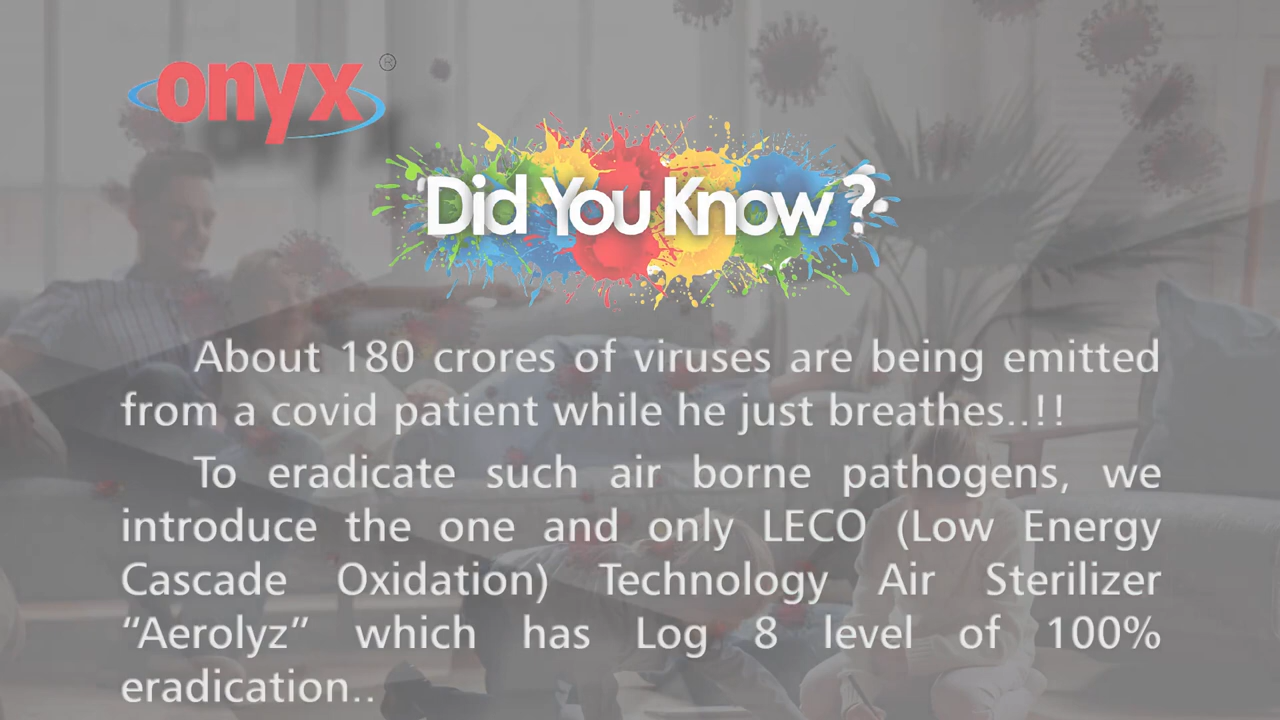 onyx®
Did You Know ?
About 180 crores of viruses are being emitted
from a covid patient while he just breathes..!!
To eradicate such air borne pathogens, we
introduce the one and only LECO (Low Energy
Cascade Oxidation) Technology Air Sterilizer
“Aerolyz” which has Log 8 level of 100%
eradication..